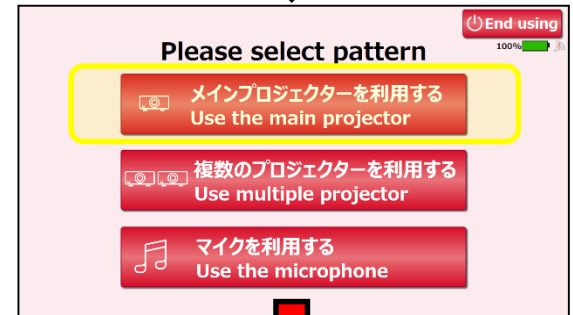 End using
100%
Please select pattern
メインプロジェクターを利用する
Use the main projector
複数のプロジェクターを利用する
Use multiple projector
マイクを利用する
Use the microphone